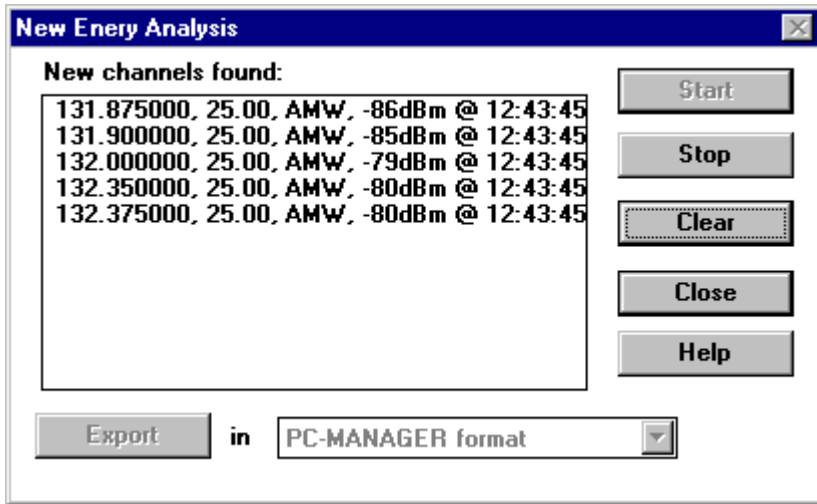 New Enery Analysis
New channels found:
131.875000, 25.00, AMW, -86dBm @ 12:43:45
131.900000, 25.00, AMW, -85dBm @ 12:43:45
132.000000, 25.00, AMW, -79dBm @ 12:43:45
132.350000, 25.00, AMW, -80dBm @ 12:43:45
132.375000, 25.00, AMW, -80dBm @ 12:43:45
Start
Stop
Clear
Close
Help
Export in PC-MANAGER format